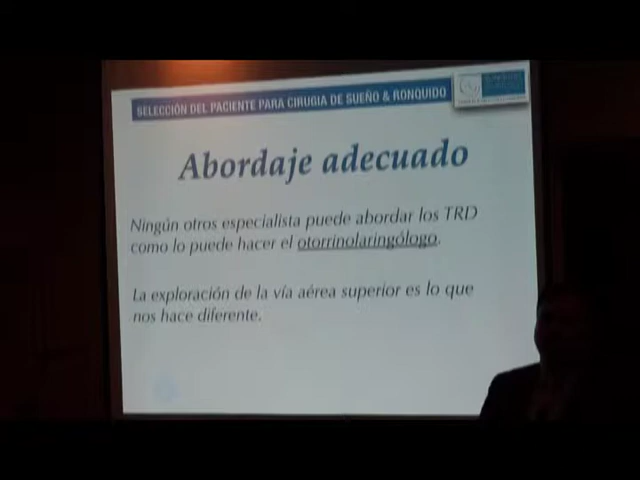 SELECCIÓN DEL PACIENTE PARA CIRUGIA DE SUEÑO & RONQUIDO
Abordaje adecuado
Ningún otros especialista puede abordar los TRD
como lo puede hacer el otorrinolaringólogo.
La exploración de la vía aérea superior es lo que
nos hace diferente.